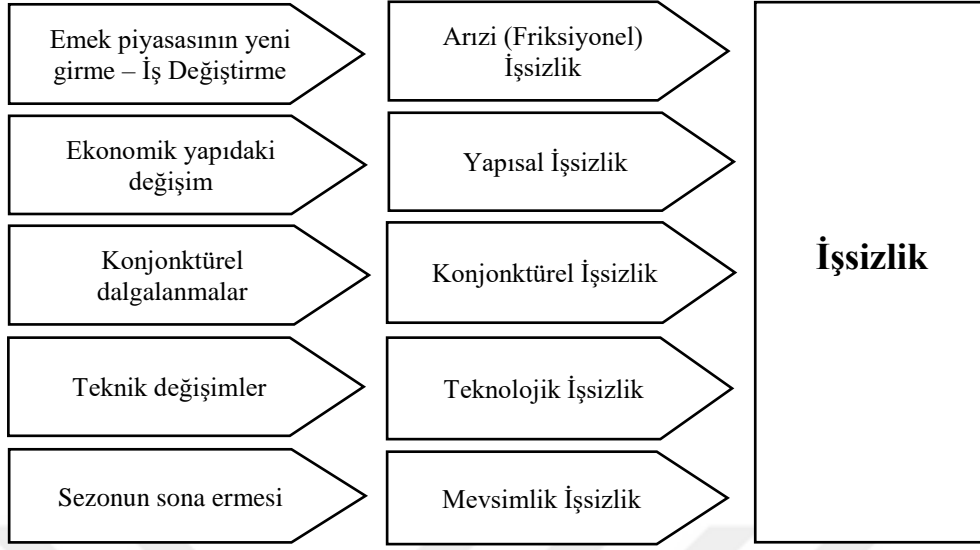 Emek piyasasının yeni
girme – İş Değiştirme
Arızi (Friksiyonel)
İşsizlik
Ekonomik yapıdaki
değişim
Yapısal İşsizlik
Konjonktürel
dalgalanmalar
Konjonktürel İşsizlik
Teknik değişimler
Teknolojik İşsizlik
Sezonun sona ermesi
Mevsimlik İşsizlik
İşsizlik